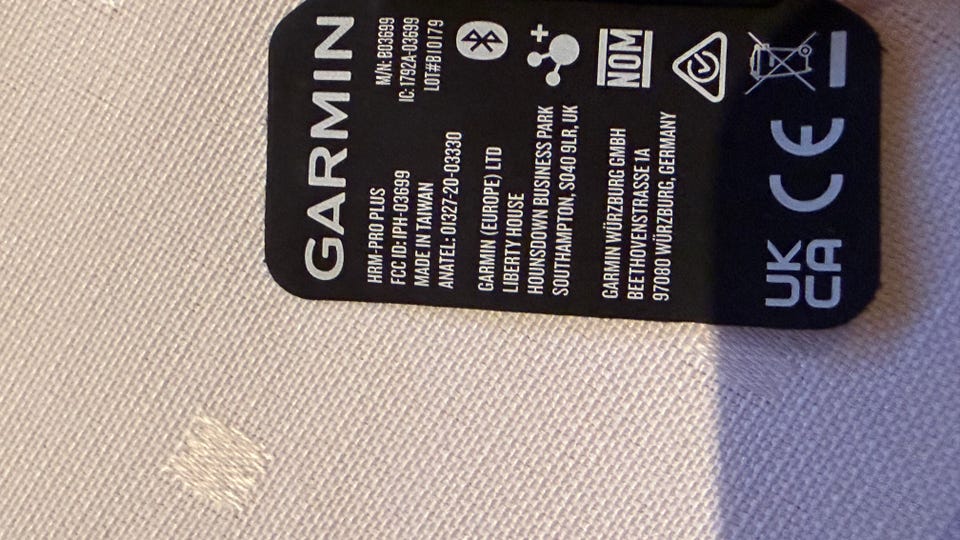 GARMIN
HRM-PRO PLUS
M/N: B03699
FCC ID: IPH-03699
IC: 1792A-03699
MADE IN TAIWAN
LOT#BI0179
ANATEL: 01327-20-03330
GARMIN (EUROPE) LTD
LIBERTY HOUSE
HOUNSDOWN BUSINESS PARK
SOUTHAMPTON, SO40 9LR, UK
NOM
GARMIN WÜRZBURG GMBH
BEETHOVENSTRASSE 1A
97080 WÜRZBURG, GERMANY
UK
CA
CE